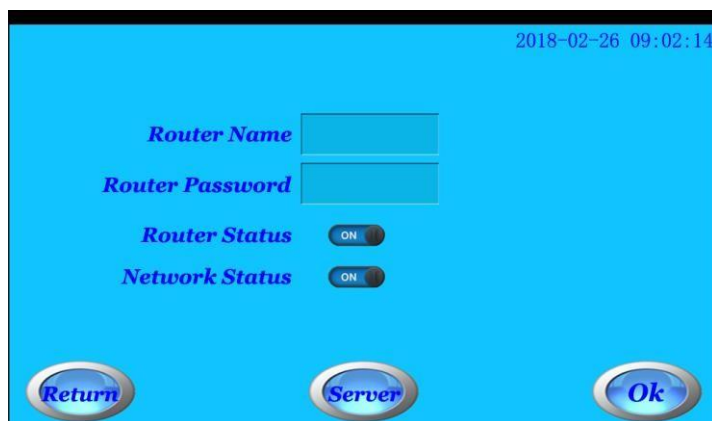 2018-02-26 09:02:14
Router Name
Router Password
Router Status ON
Network Status ON
Return Server Ok